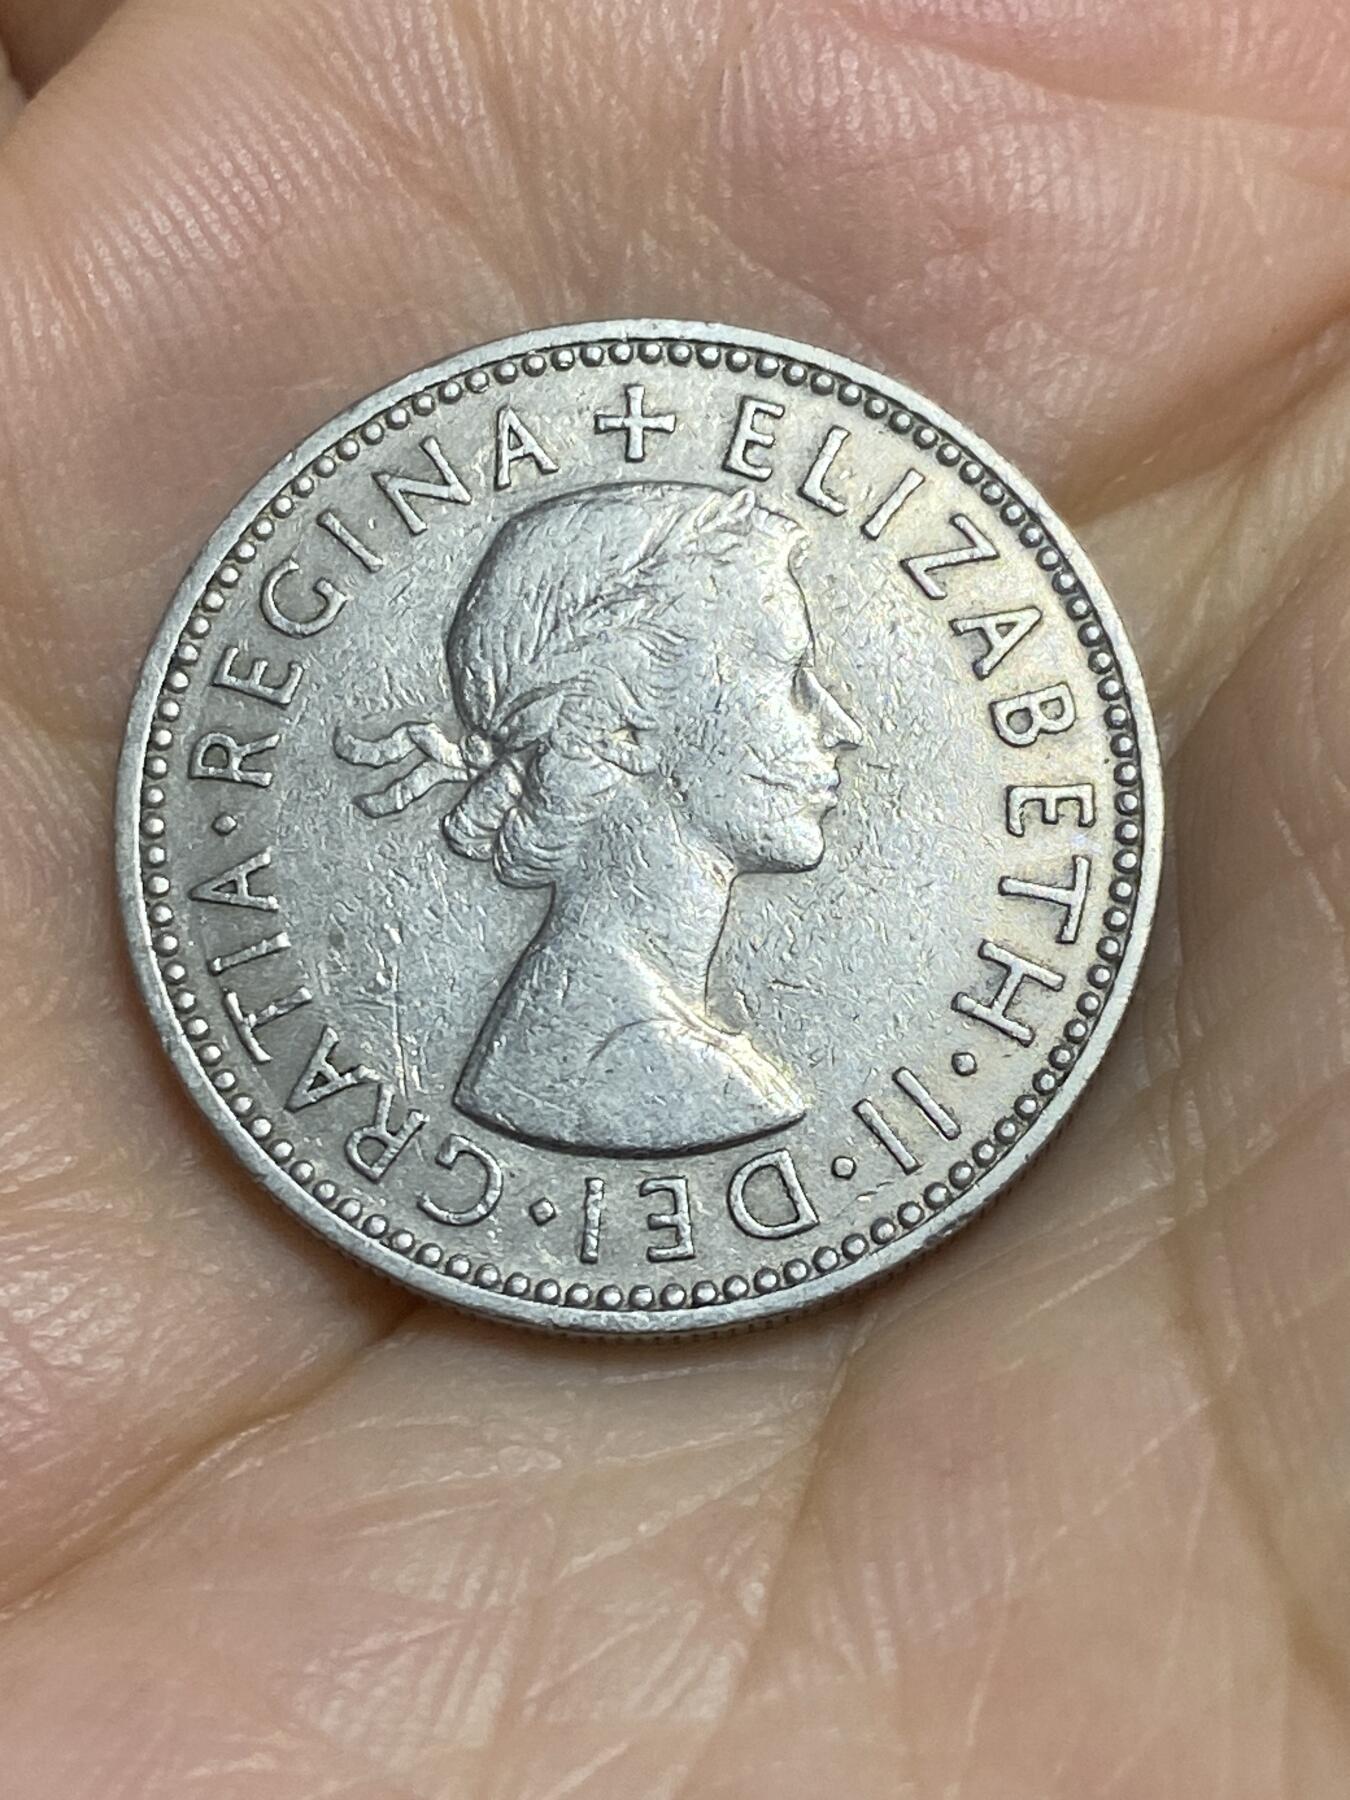 + ELIZABETH · II · DEI · GRATIA · REGINA